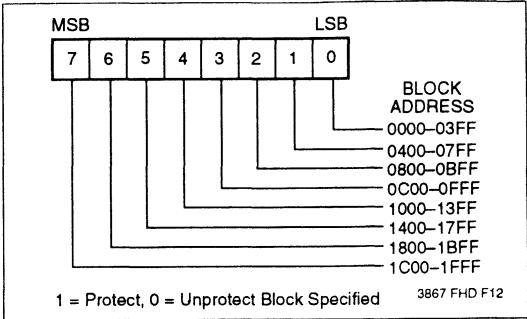 MSB LSB
7 6 5 4 3 2 1 0
BLOCK
ADDRESS
0000–03FF
0400–07FF
0800–0BFF
0C00–0FFF
1000–13FF
1400–17FF
1800–1BFF
1C00–1FFF
1 = Protect, 0 = Unprotect Block Specified 3867 FHD F12